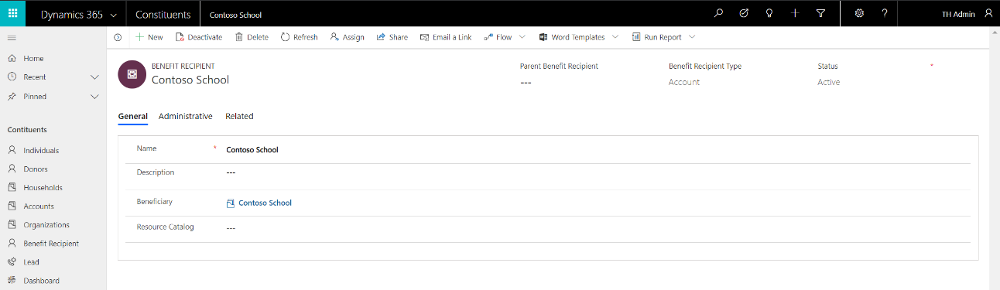 Dynamics 365 Constituents Contoso School TH Admin
New Deactivate Delete Refresh Assign Share Email a Link Flow Word Templates Run Report
Home
Recent
Pinned
Contituents
Individuals
Donors
Households
Accounts
Organizations
Benefit Recipient
Lead
Dashboard
BENEFIT RECIPIENT
Contoso School
Parent Benefit Recipient
---
Benefit Recipient Type
Account
Status *
Active
General Administrative Related
Name * Contoso School
Description ---
Beneficiary Contoso School
Resource Catalog ---